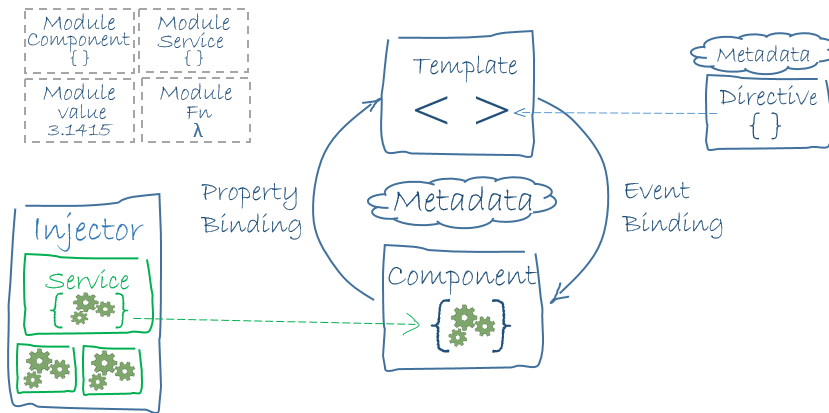 Module
Component
{ }
Module
Service
{ }
Module
value
3.1415
Module
Fn
λ
Template
< >
Metadata
Directive
{ }
Property
Binding
Metadata
Event
Binding
Injector
Service
{ }
Component
{ }